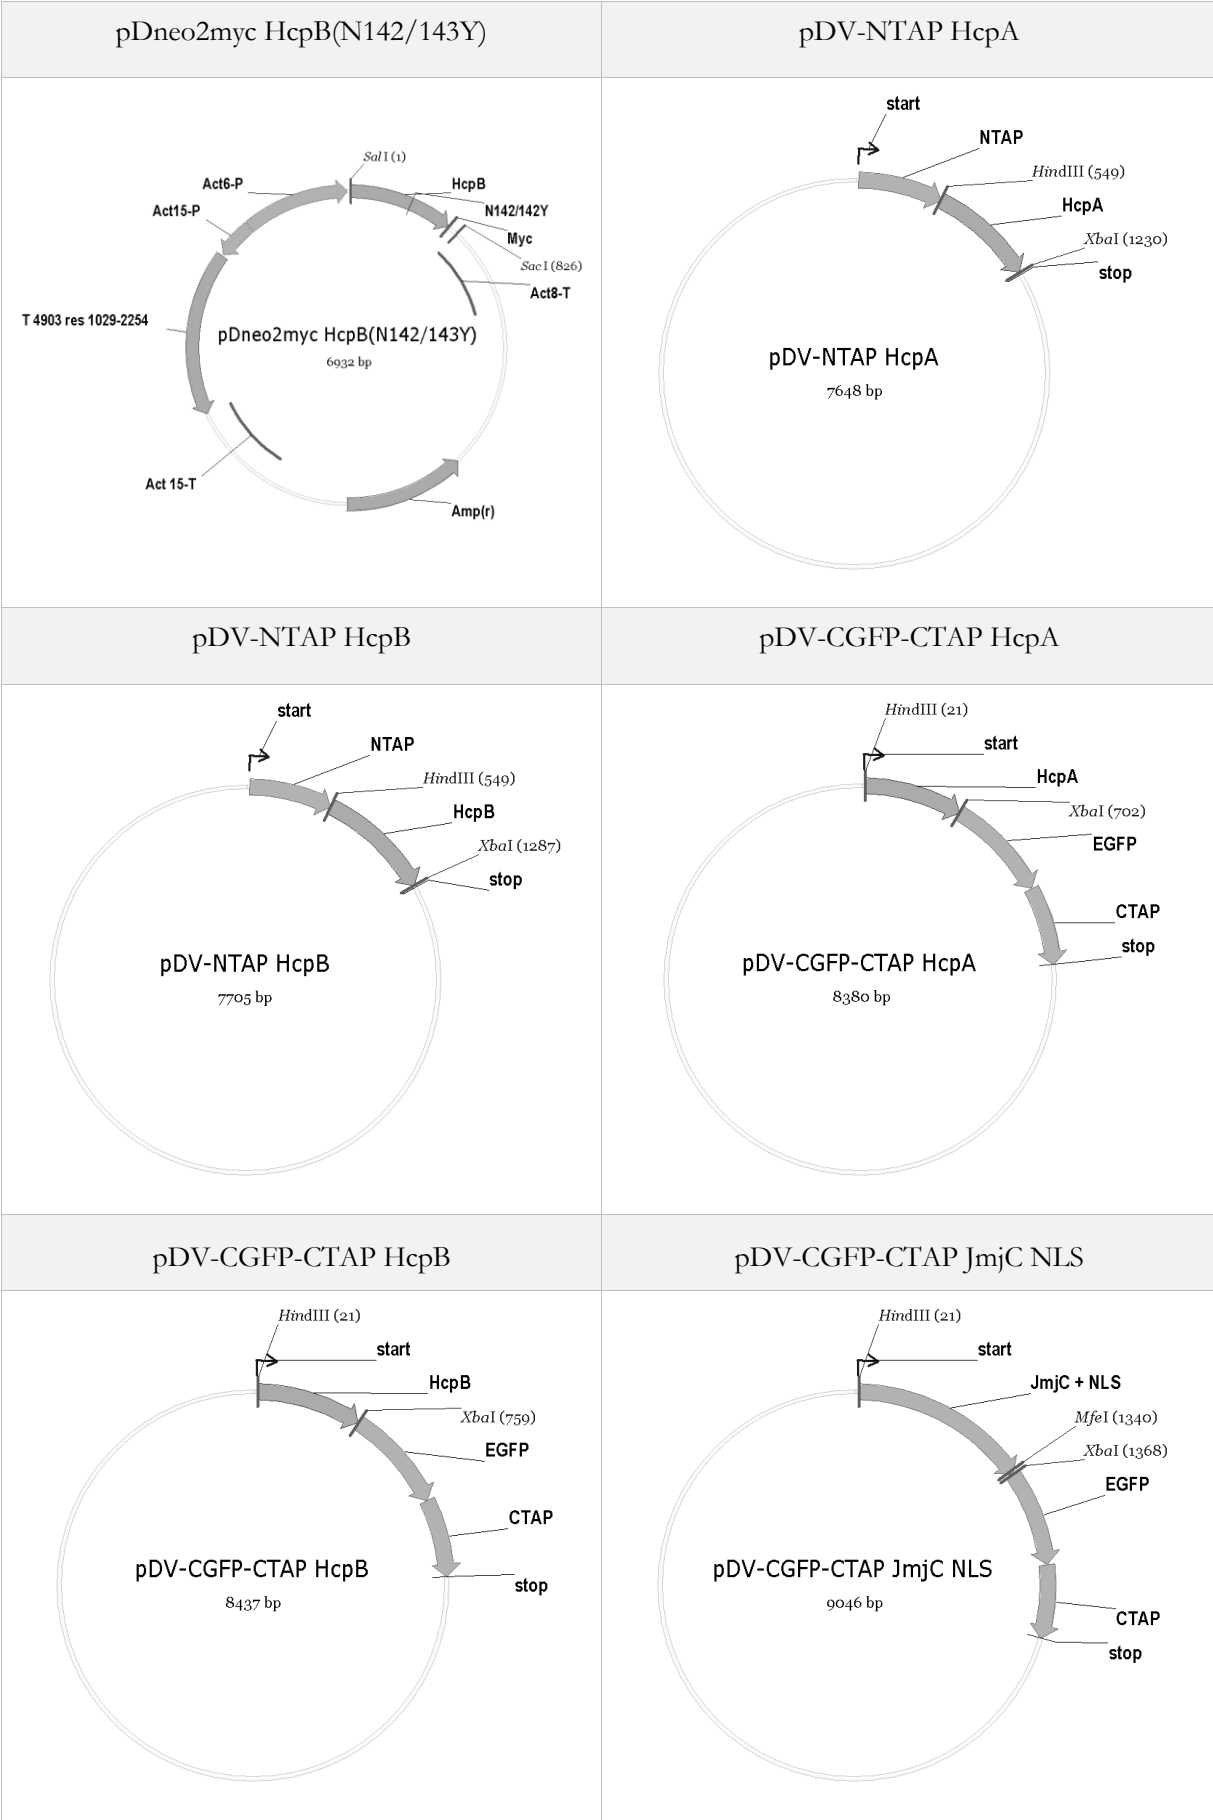 pDneo2myc HcpB(N142/143Y)
pDV-NTAP HcpA
SalI (1)
Act6-P
HcpB
N142/142Y
Act15-P
Myc
SacI (826)
Act8-T
T 4903 res 1029-2254
pDneo2myc HcpB(N142/143Y)
6932 bp
Act 15-T
Amp(r)
start
NTAP
HindIII (549)
HcpA
XbaI (1230)
stop
pDV-NTAP HcpA
7648 bp
pDV-NTAP HcpB
pDV-CGFP-CTAP HcpA
start
NTAP
HindIII (549)
HcpB
XbaI (1287)
stop
pDV-NTAP HcpB
7705 bp
HindIII (21)
start
HcpA
XbaI (702)
EGFP
CTAP
stop
pDV-CGFP-CTAP HcpA
8380 bp
pDV-CGFP-CTAP HcpB
pDV-CGFP-CTAP JmjC NLS
HindIII (21)
start
HcpB
XbaI (759)
EGFP
CTAP
stop
pDV-CGFP-CTAP HcpB
8437 bp
HindIII (21)
start
JmjC + NLS
MfeI (1340)
XbaI (1368)
EGFP
CTAP
stop
pDV-CGFP-CTAP JmjC NLS
9046 bp